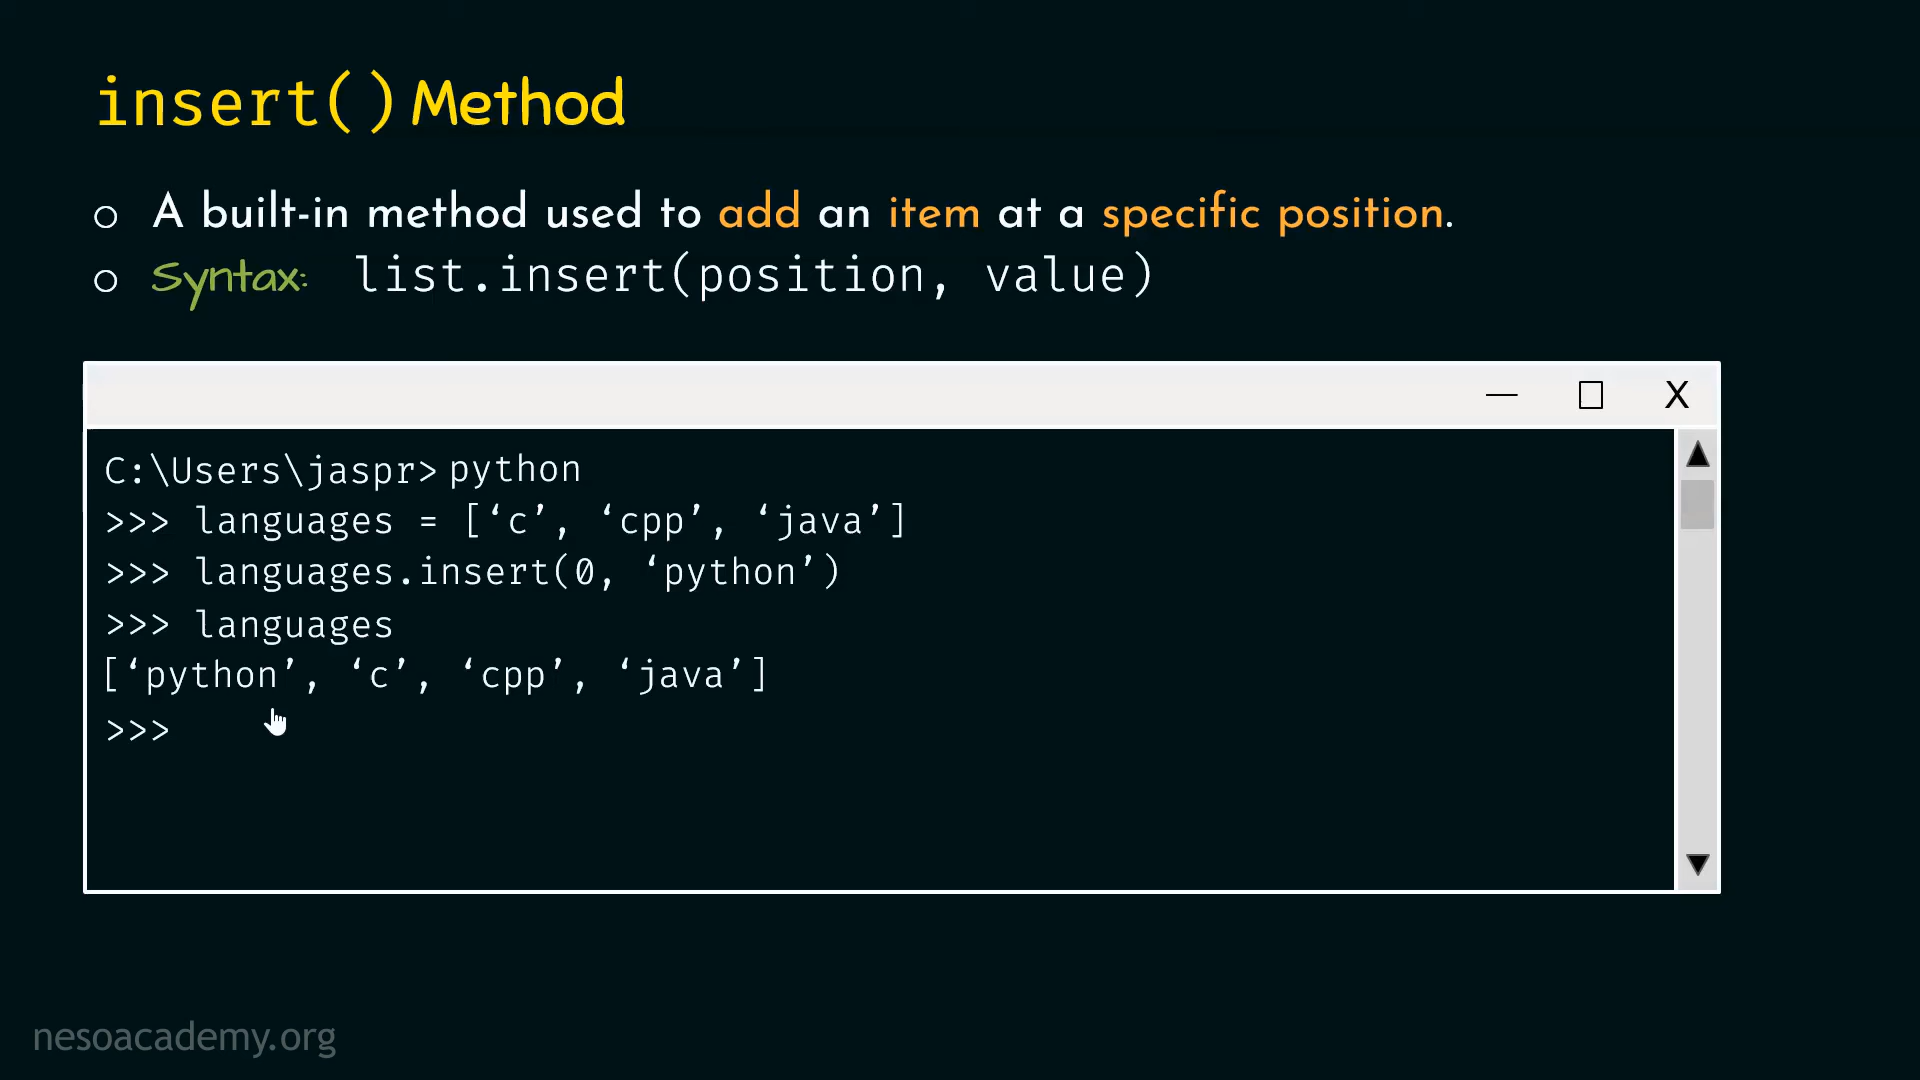 insert() Method
○ A built-in method used to add an item at a specific position.
○ Syntax: list.insert(position, value)
— □ X
C:\Users\jaspr> python
>>> languages = [‘c’, ‘cpp’, ‘java’]
>>> languages.insert(0, ‘python’)
>>> languages
[‘python’, ‘c’, ‘cpp’, ‘java’]
>>>
nesoacademy.org